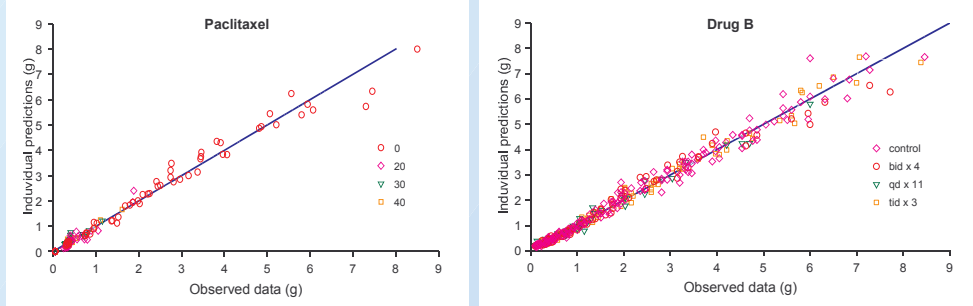 Paclitaxel
Induvidual predictions (g)
9
8
7
6
5
4
3
2
1
0
0 1 2 3 4 5 6 7 8 9
Observed data (g)
0
20
30
40
Drug B
Induvidual predictions (g)
9
8
7
6
5
4
3
2
1
0
0 1 2 3 4 5 6 7 8 9
Observed data (g)
control
bid x 4
qd x 11
tid x 3